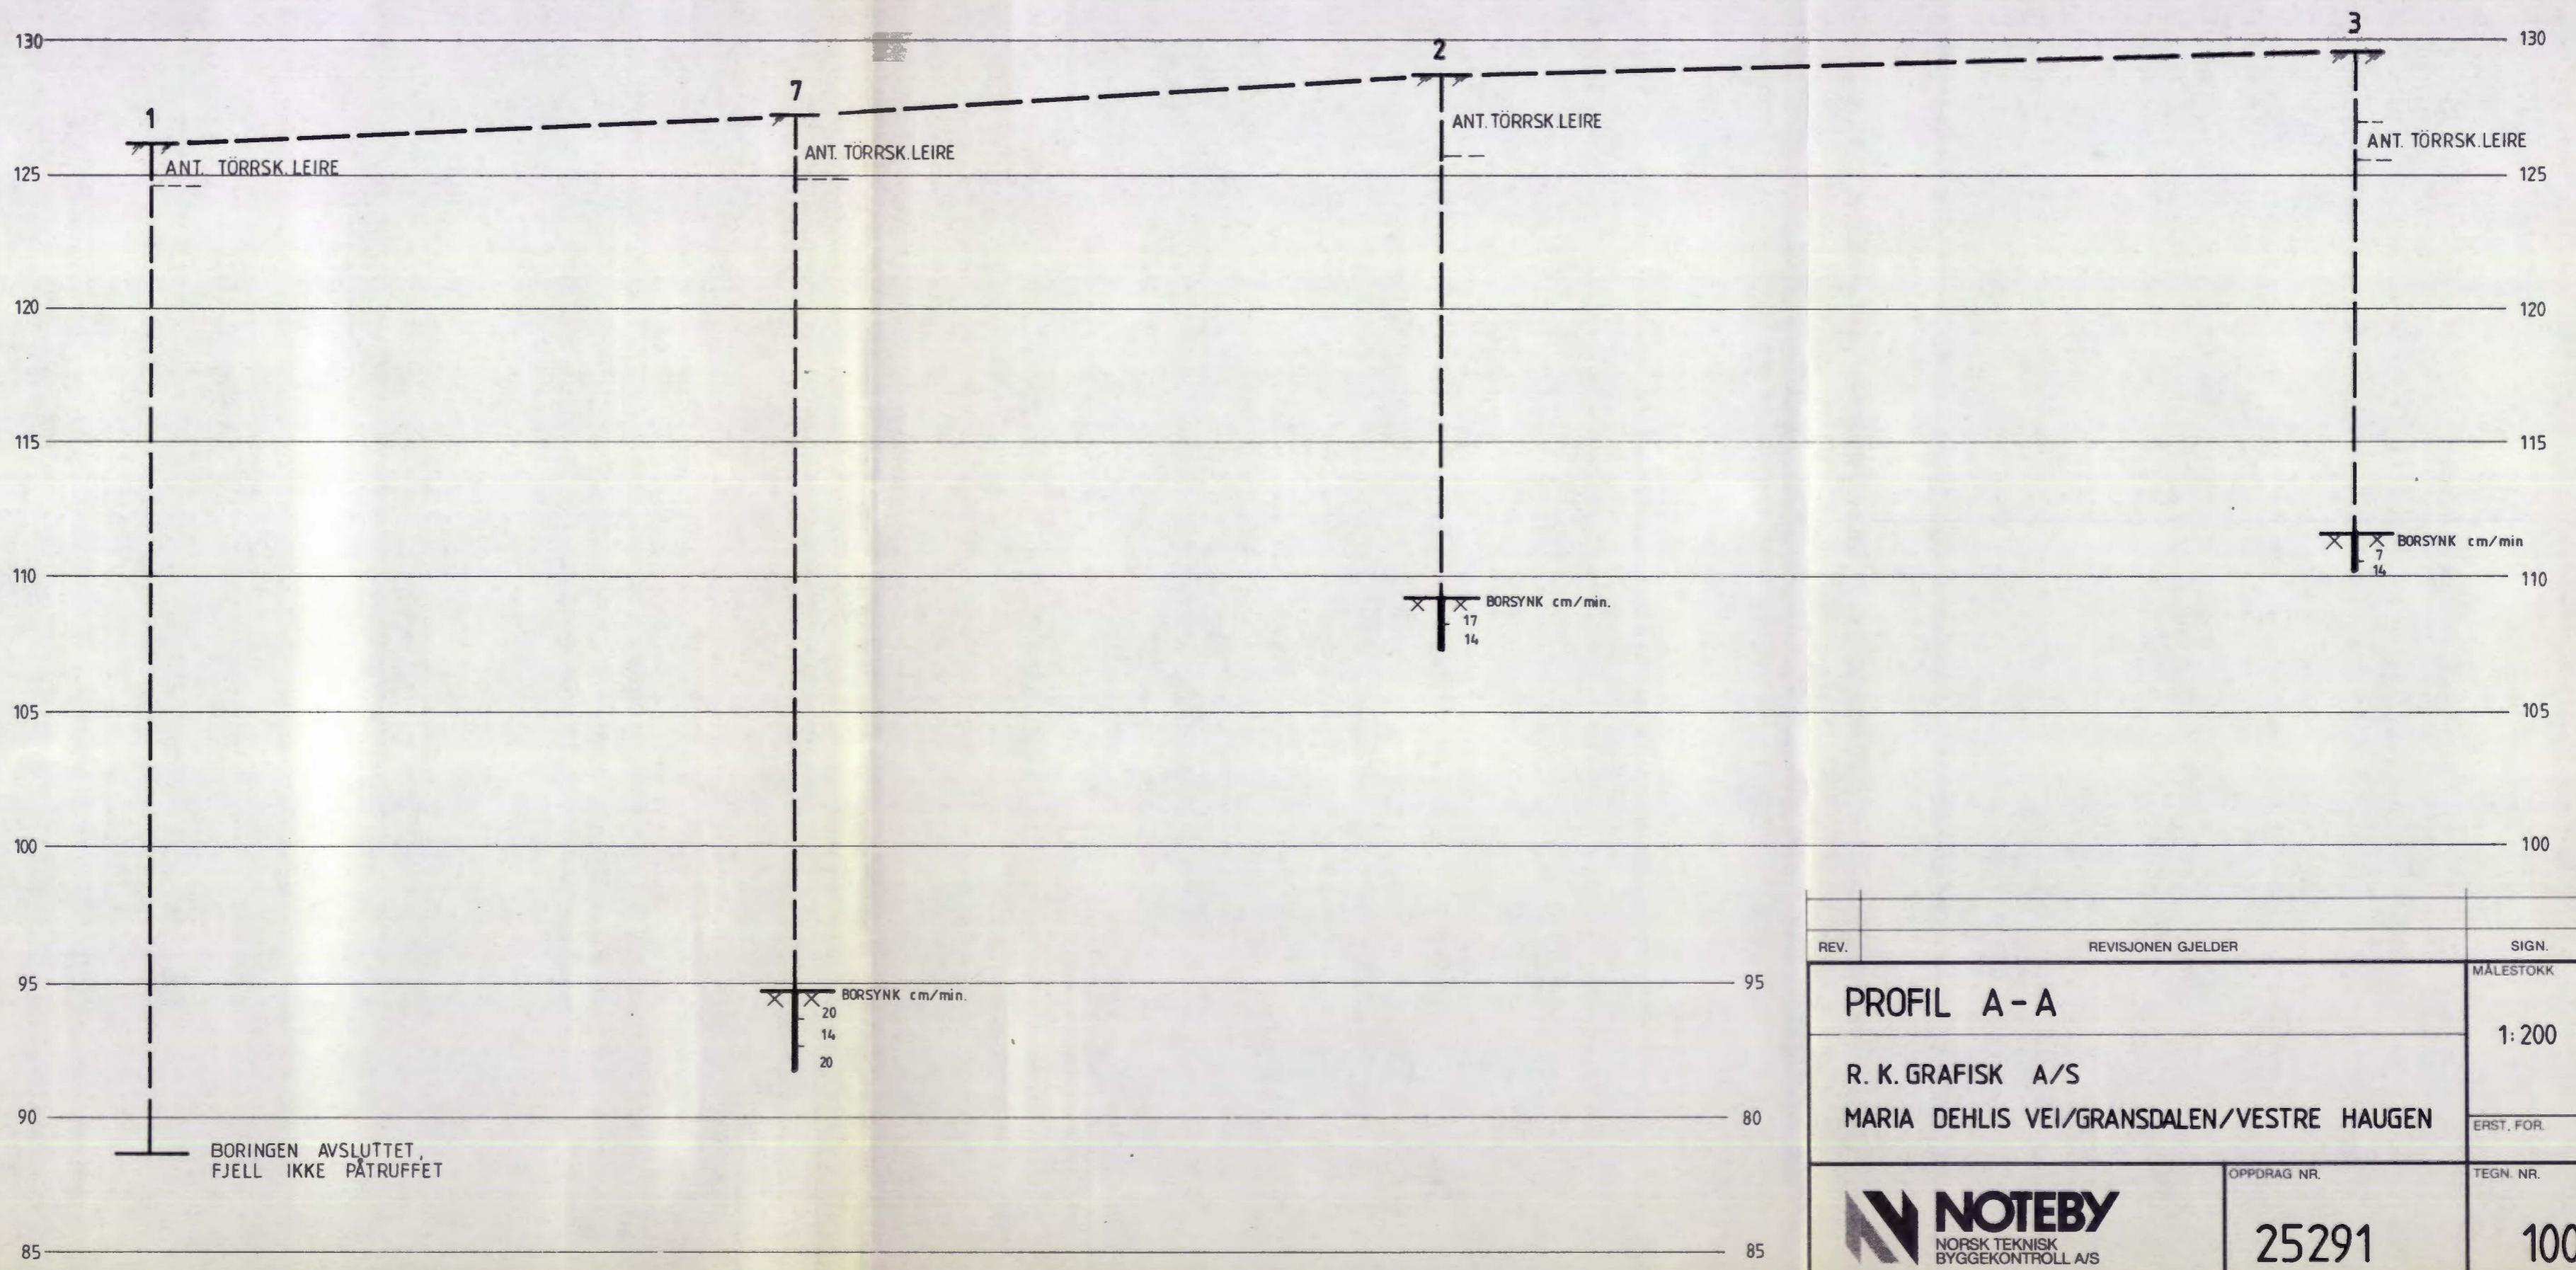 130
130
1
7
2
3
ANT. TÖRRSK. LEIRE
ANT. TÖRRSK. LEIRE
ANT. TÖRRSK. LEIRE
ANT. TÖRRSK. LEIRE
125
125
120
120
115
115
BORSYNK cm/min
7
14
110
110
BORSYNK cm/min.
17
14
105
105
100
100
95
95
BORSYNK cm/min.
20
14
20
90
80
BORINGEN AVSLUTTET,
FJELL IKKE PÅTRUFFET
85
85
REV.
REVISJONEN GJELDER
SIGN.
PROFIL A-A
MÅLESTOKK
1:200
R. K. GRAFISK A/S
MARIA DEHLIS VEI/GRANSDALEN/VESTRE HAUGEN
ERST. FOR.
NOTEBY
NORSK TEKNISK
BYGGEKONTROLL A/S
OPPDRAG NR.
25291
TEGN. NR.
100